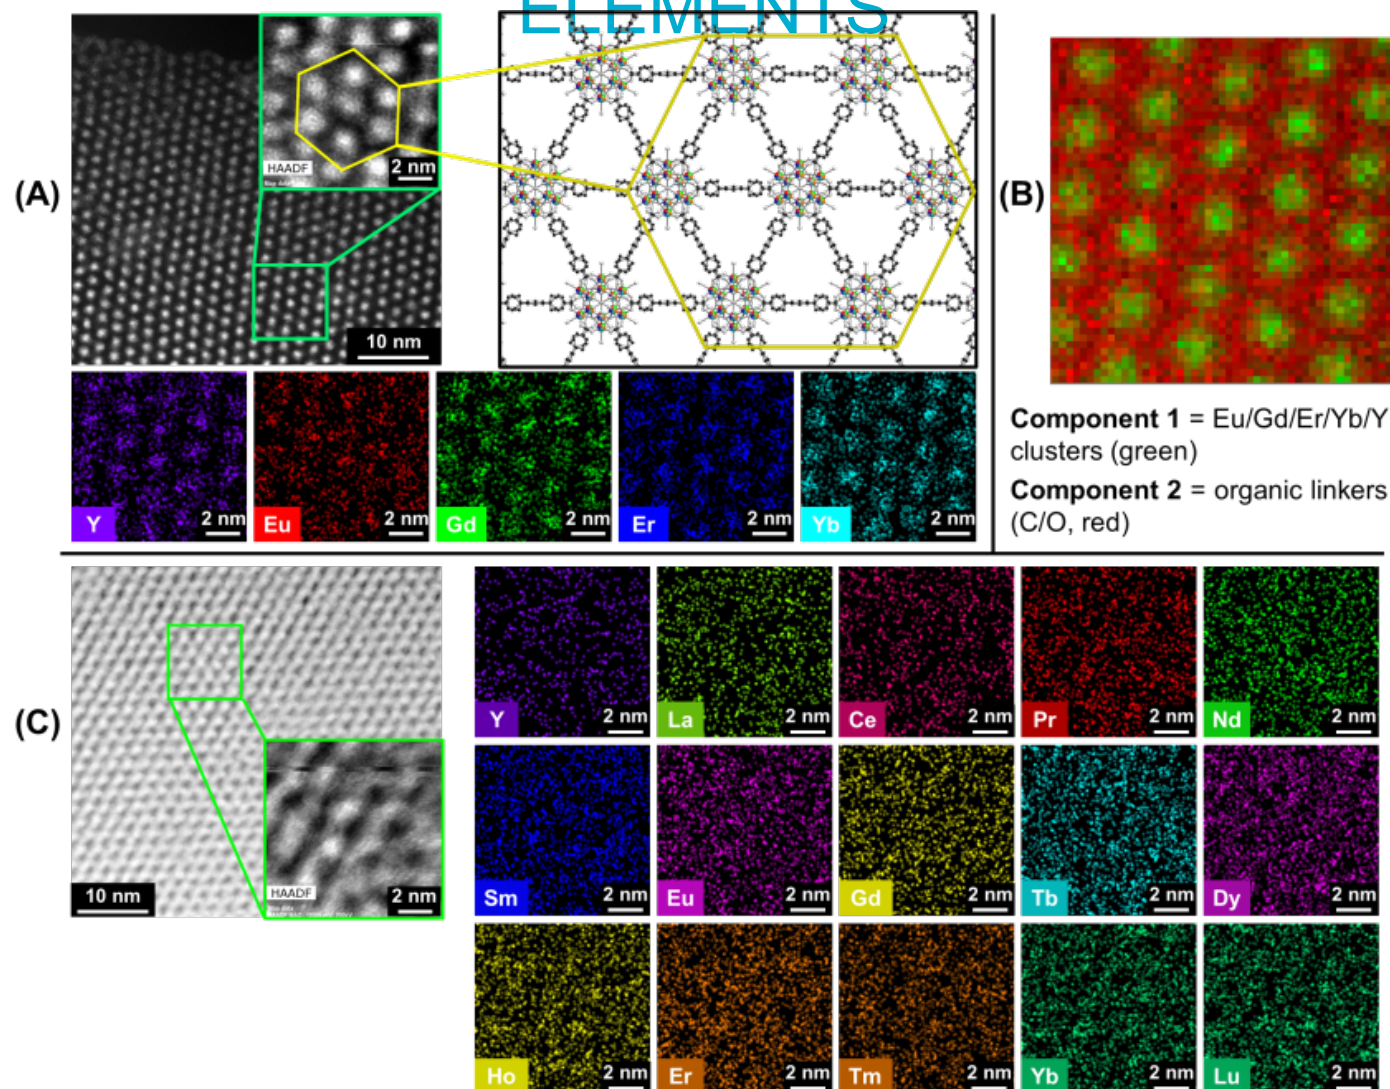 ELEMENTS
(A)
HAADF
2 nm
10 nm
(B)
Y
2 nm
Eu
2 nm
Gd
2 nm
Er
2 nm
Yb
2 nm
Component 1 = Eu/Gd/Er/Yb/Y
clusters (green)
Component 2 = organic linkers
(C/O, red)
(C)
10 nm
HAADF
2 nm
Y
2 nm
La
2 nm
Ce
2 nm
Pr
2 nm
Nd
2 nm
Sm
2 nm
Eu
2 nm
Gd
2 nm
Tb
2 nm
Dy
2 nm
Ho
2 nm
Er
2 nm
Tm
2 nm
Yb
2 nm
Lu
2 nm